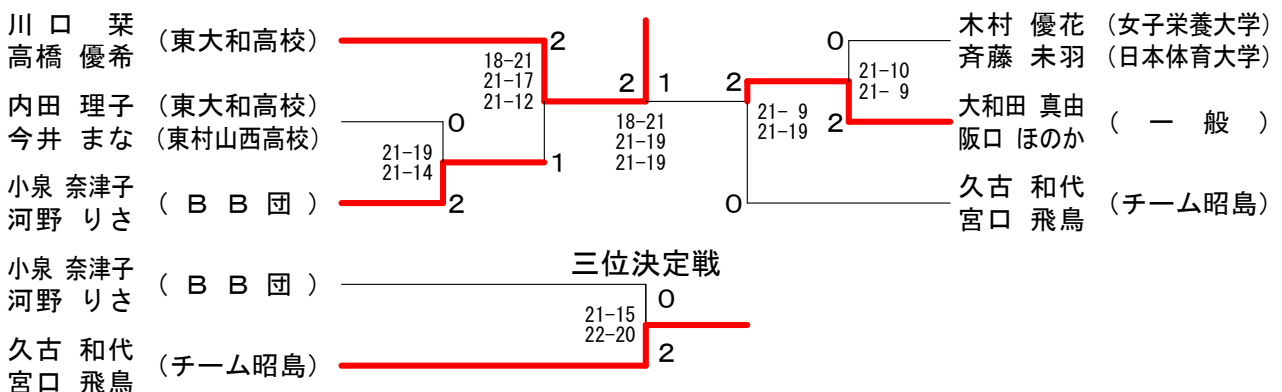 川口 栞
高橋 優希
(東大和高校)
内田 理子 (東大和高校)
今井 まな (東村山西高校)
小泉 奈津子
河野 りさ
( BB団 )
2
18-21
21-17
21-12
0
21-19
21-14
2
1
2 1
18-21
21-19
21-19
2
21- 9
21-19
0
0
21-10
21- 9
2
木村 優花 (女子栄養大学)
斉藤 未羽 (日本体育大学)
大和田 真由
阪口 ほのか
( 一般 )
久古 和代
宮口 飛鳥
(チーム昭島)
三位決定戦
小泉 奈津子
河野 りさ
( BB団 )
久古 和代
宮口 飛鳥
(チーム昭島)
0
21-15
22-20
2